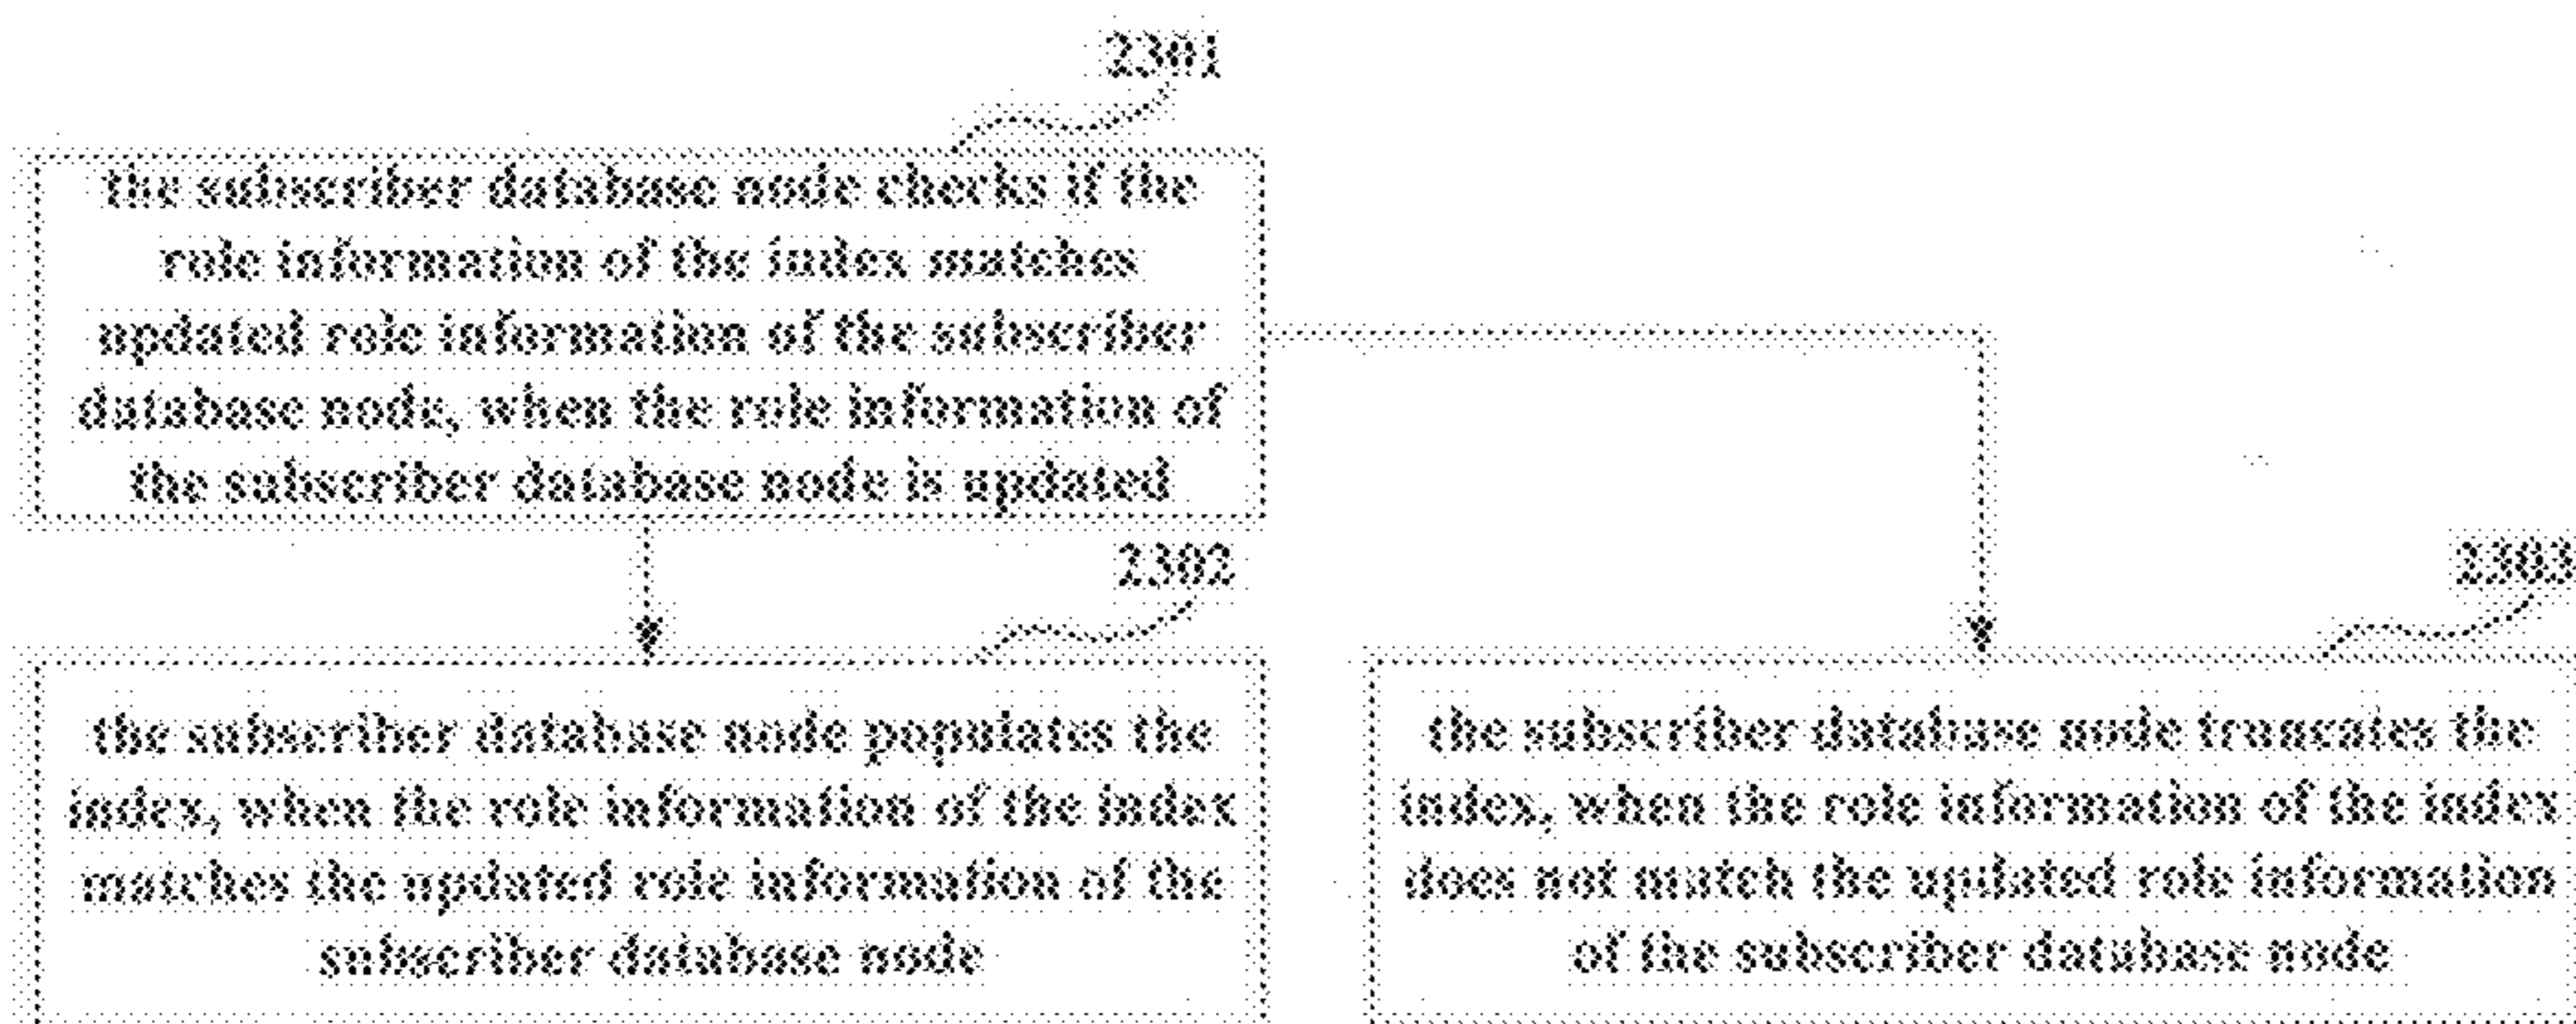 2301
the subscriber database node checks if the
role information of the index matches
updated role information of the subscriber
database node, when the role information of
the subscriber database node is updated
2302
the subscriber database node populates the
index, when the role information of the index
matches the updated role information of the
subscriber database node
2303
the subscriber database node truncates the
index, when the role information of the index
does not match the updated role information
of the subscriber database node